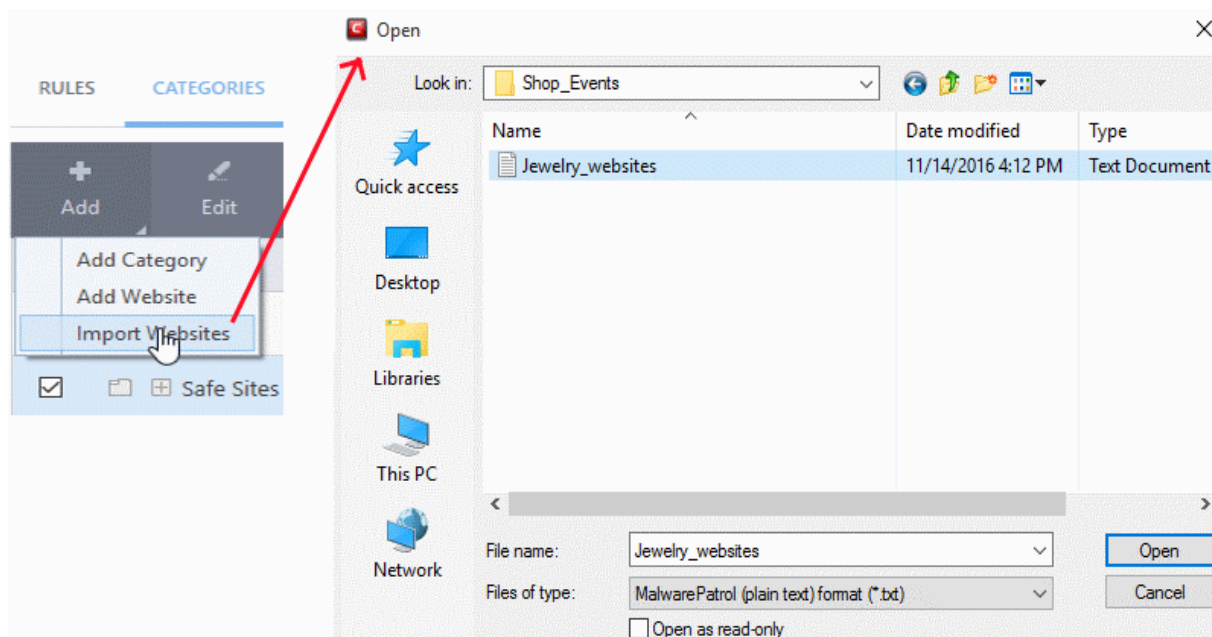 RULES CATEGORIES
Add Edit
Add Category
Add Website
Import Websites
Safe Sites
Open
Look in: Shop_Events
Name Date modified Type
Jewelry_websites 11/14/2016 4:12 PM Text Document
Quick access
Desktop
Libraries
This PC
Network
File name: Jewelry_websites Open
Files of type: MalwarePatrol (plain text) format (*.txt) Cancel
Open as read-only